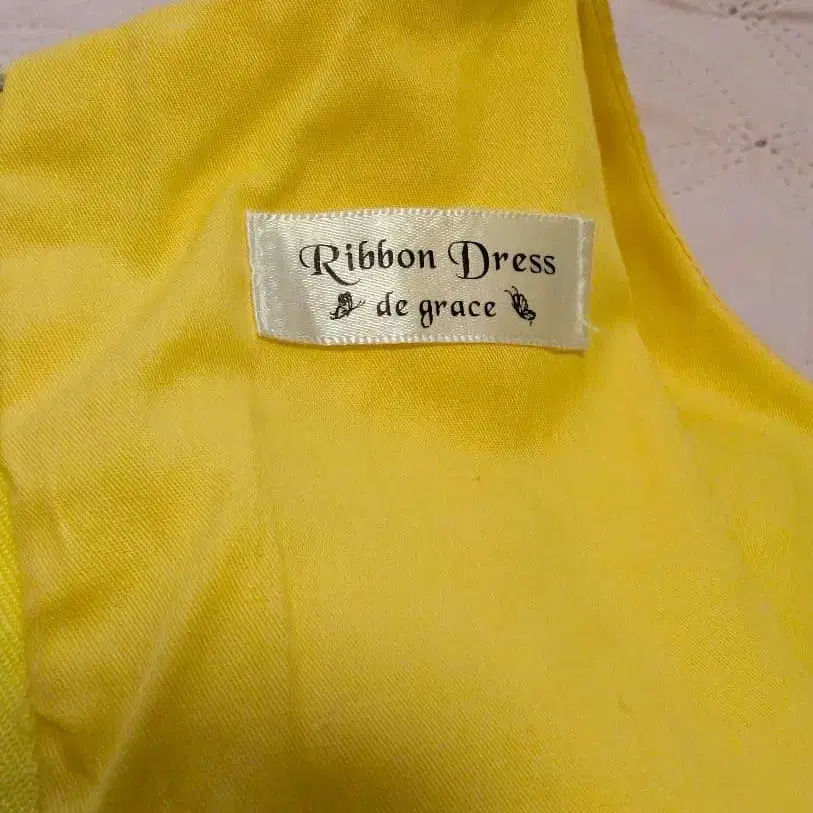 Ribbon Dress
de grace